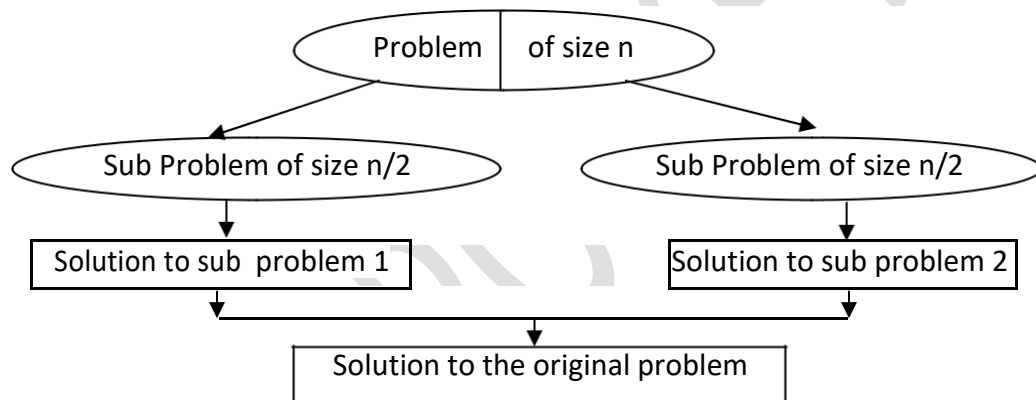 Problem of size n
Sub Problem of size n/2
Sub Problem of size n/2
Solution to sub problem 1
Solution to sub problem 2
Solution to the original problem